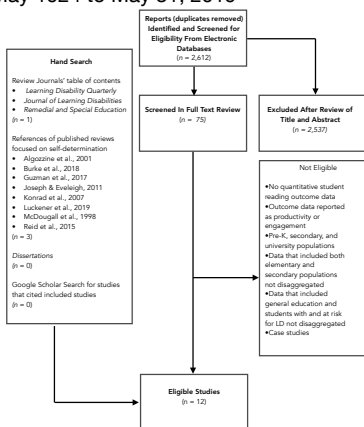 Reports (duplicates removed)
Identified and Screened for
Eligibility From Electronic
Databases
(n = 2,612)
Hand Search
Review Journals' table of contents
• Learning Disability Quarterly
• Journal of Learning Disabilities
• Remedial and Special Education
(n = 1)
References of published reviews
focused on self-determination
• Algozzine et al., 2001
• Burke et al., 2018
• Guzman et al., 2017
• Joseph & Eveleigh, 2011
• Konrad et al., 2007
• Luckener et al., 2019
• McDougall et al., 1998
• Reid et al., 2015
(n = 3)
Dissertations
(n = 0)
Google Scholar Search for studies
that cited included studies
(n = 0)
Screened In Full Text Review
(n = 75)
Excluded After Review of
Title and Abstract
(n = 2,537)
Not Eligible
•No quantitative student
reading outcome data
•Outcome data reported
as productivity or
engagement
•Pre-K, secondary, and
university populations
•Data that included both
elementary and
secondary populations
not disaggregated
•Data that included
general education and
students with and at risk
for LD not disaggregated
•Case studies
Eligible Studies
(n = 12)